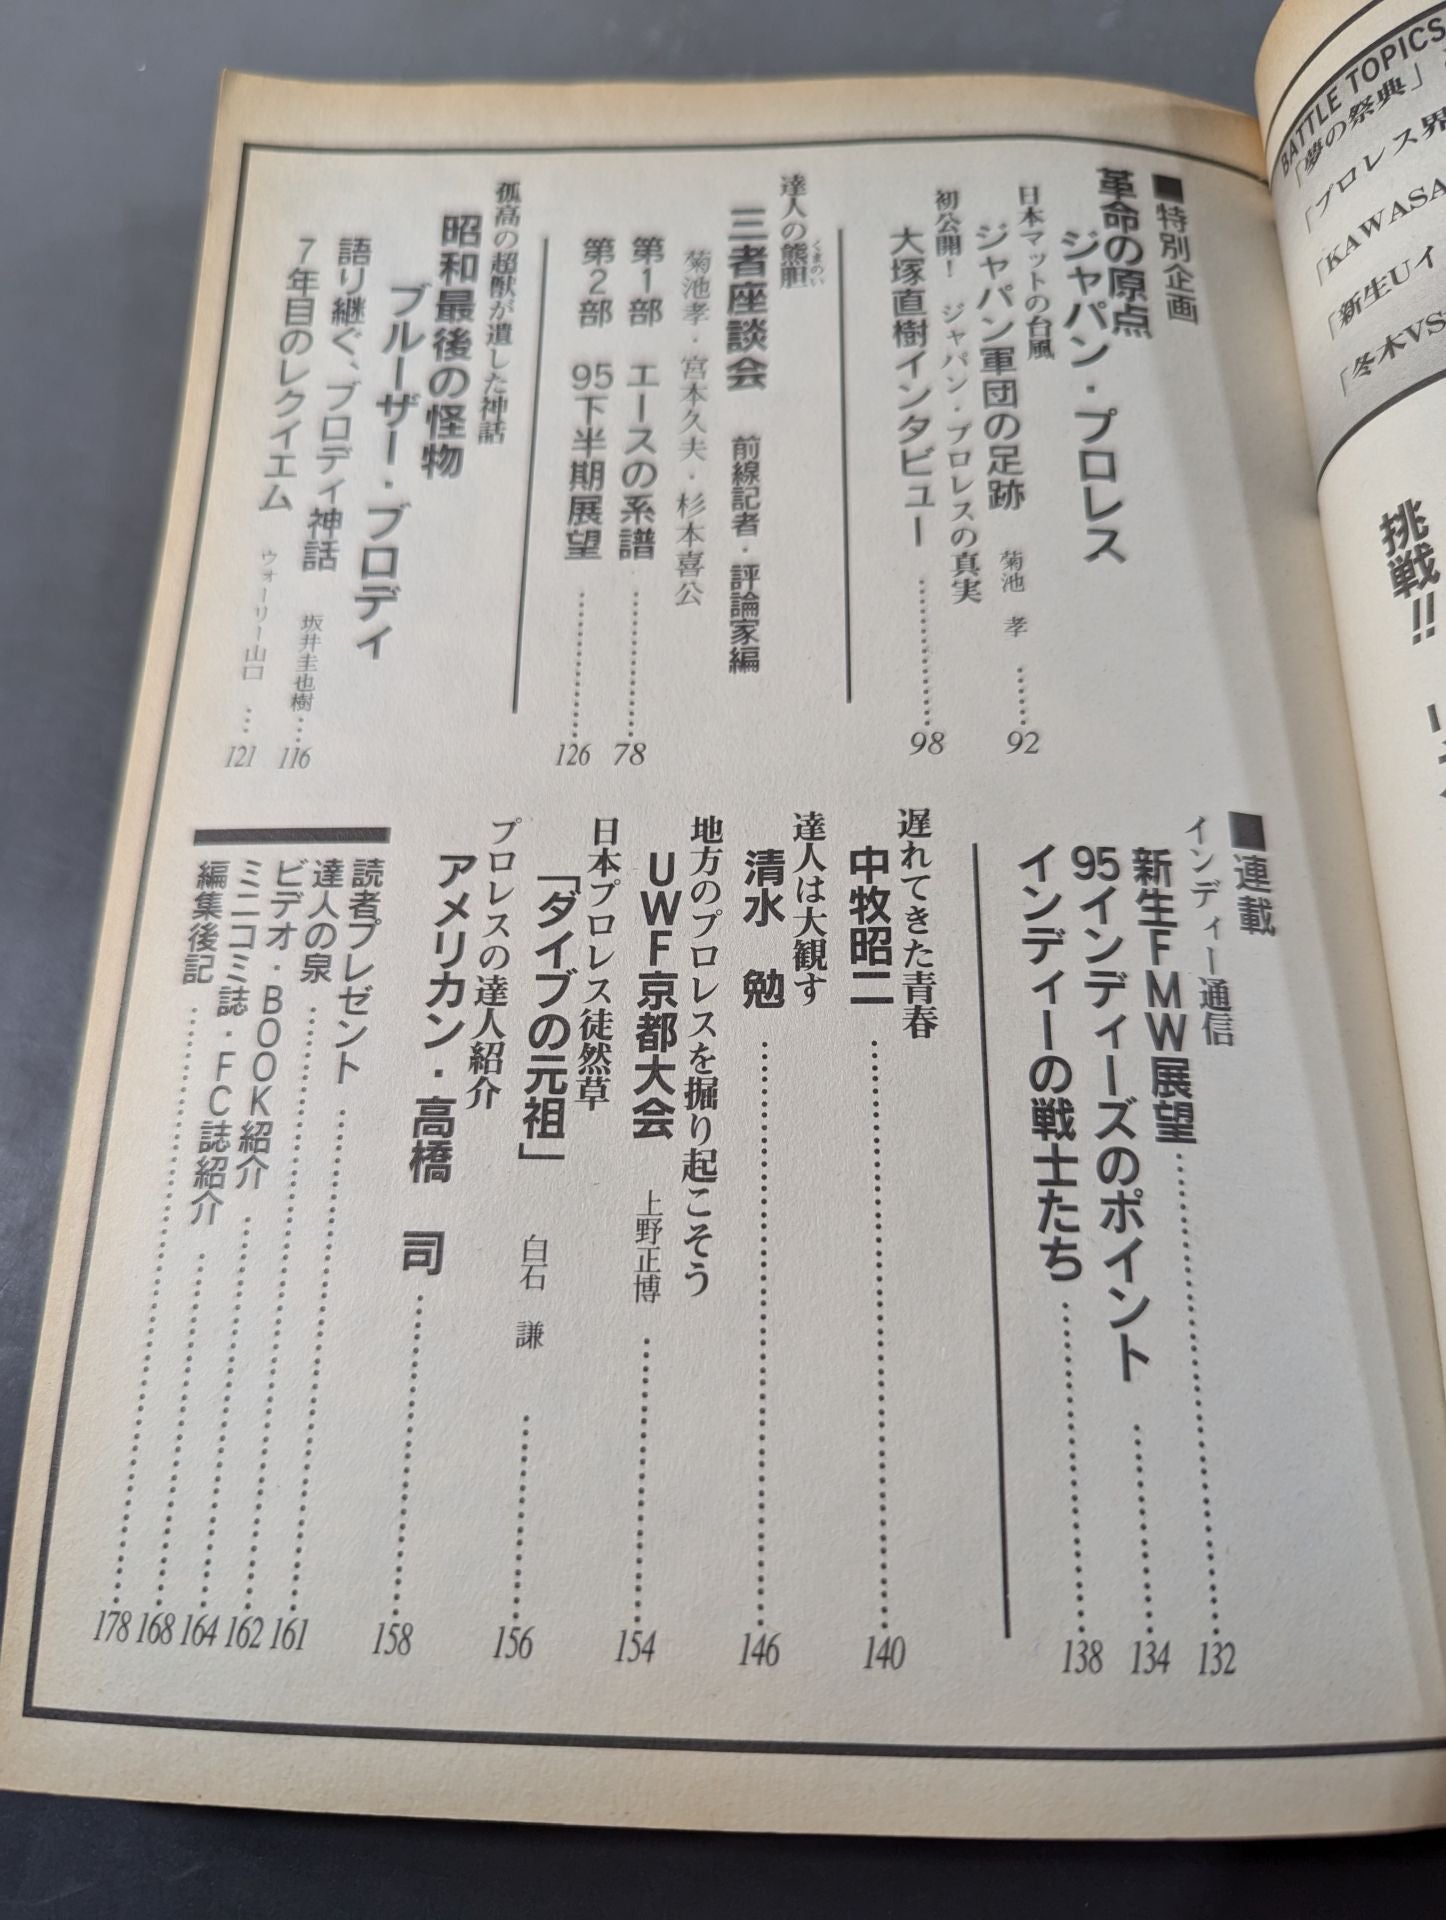 BATTLE TOPICS
「夢の祭典」
「プロレス界
「KAWASA
「新生Uイ
「冬木VS
挑戦!!
■特別企画
革命の原点
ジャパン・プロレス
日本マットの台風
ジャパン軍団の足跡 菊池 孝 ……… 92
初公開! ジャパン・プロレスの真実
大塚直樹インタビュー ……… 98
達人の熊胆
くまのい
三者座談会 前線記者・評論家編
菊池孝・宮本久夫・杉本喜公
第1部 エースの系譜 ……… 78
第2部 95下半期展望 ……… 126
孤高の超獣が遺した神話
昭和最後の怪物
ブルーザー・ブロディ
語り継ぐ、ブロディ神話 坂井圭也樹 … 116
7年目のレクイエム ウォーリー山口 … 121
■連載
インディー通信
新生FMW展望 ……… 132
95インディーズのポイント ……… 134
インディーの戦士たち ……… 138
遅れてきた青春
中牧昭二 ……… 140
達人は大観す
清水 勉 ……… 146
地方のプロレスを掘り起こそう
UWF京都大会 上野正博 ……… 154
日本プロレス徒然草
「ダイブの元祖」 白石 謙 ……… 156
プロレスの達人紹介
アメリカン・高橋 司 ……… 158
読者プレゼント ……… 161
達人の泉 ……… 162
ビデオ・BOOK紹介 ……… 164
ミニコミ誌・FC誌紹介 ……… 168
編集後記 ……… 178